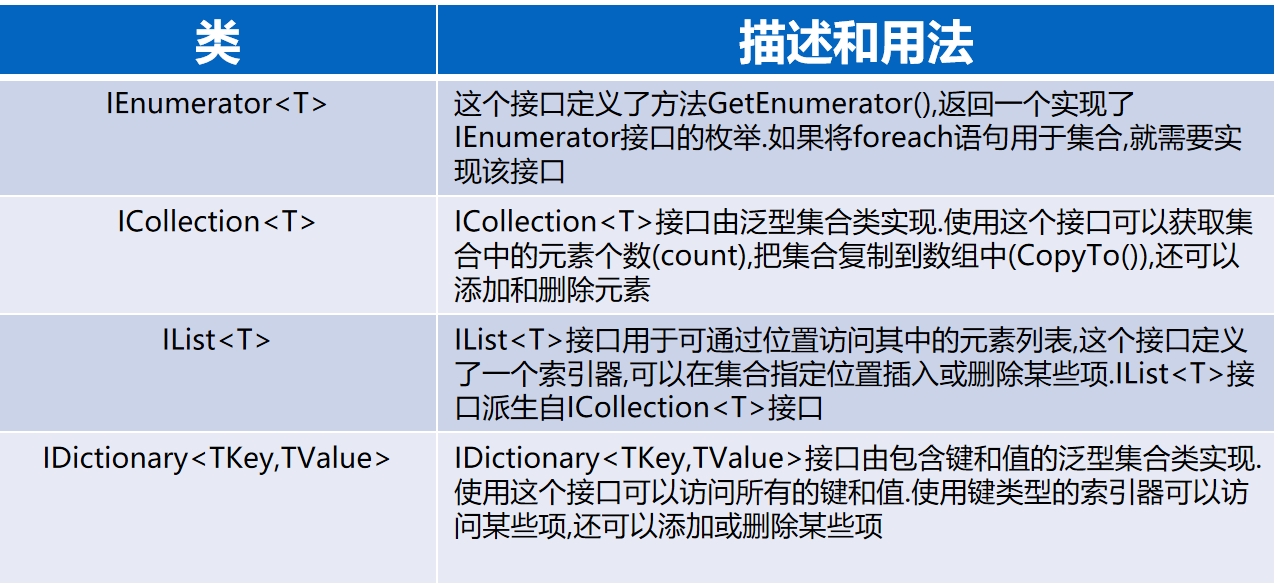 类
描述和用法
IEnumerator<T>
这个接口定义了方法GetEnumerator(),返回一个实现了
IEnumerator接口的枚举.如果将foreach语句用于集合,就需要实
现该接口
ICollection<T>
ICollection<T>接口由泛型集合类实现.使用这个接口可以获取集
合中的元素个数(count),把集合复制到数组中(CopyTo()),还可以
添加和删除元素
IList<T>
IList<T>接口用于可通过位置访问其中的元素列表,这个接口定义
了一个索引器,可以在集合指定位置插入或删除某些项.IList<T>接
口派生自ICollection<T>接口
IDictionary<TKey,TValue>
IDictionary<TKey,TValue>接口由包含键和值的泛型集合类实现.
使用这个接口可以访问所有的键和值.使用键类型的索引器可以访
问某些项,还可以添加或删除某些项